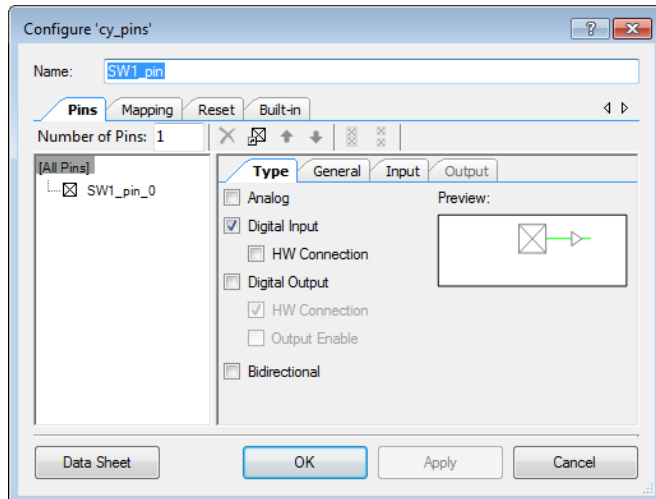 Configure 'cy_pins'
Name: SW1_pin
Pins Mapping Reset Built-in
Number of Pins: 1
[All Pins]
SW1_pin_0
Type General Input Output
Analog
Preview:
Digital Input
HW Connection
Digital Output
HW Connection
Output Enable
Bidirectional
Data Sheet OK Apply Cancel